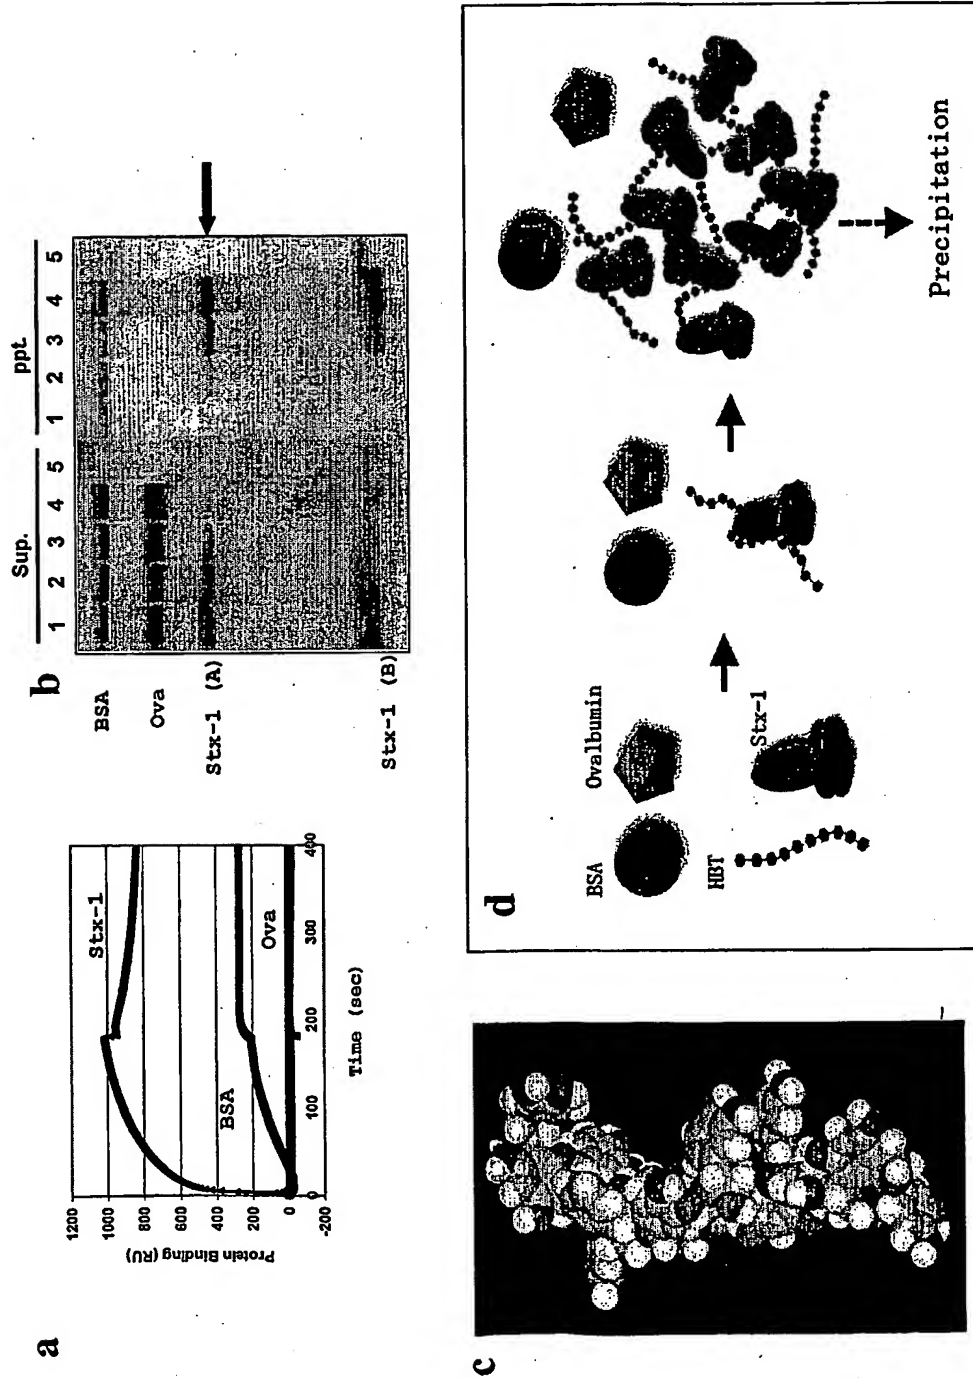 a
1200
1000
800
600
400
200
0
-200
Protein Binding (RU)
0
100
200
300
400
Time (sec)
Stx-1
BSA
Ova
b
Sup.
ppt.
1 2 3 4 5 1 2 3 4 5
BSA
Ova
Stx-1 (A)
Stx-1 (B)
c
d
BSA
Ovalbumin
HBT
Stx-1
Precipitation